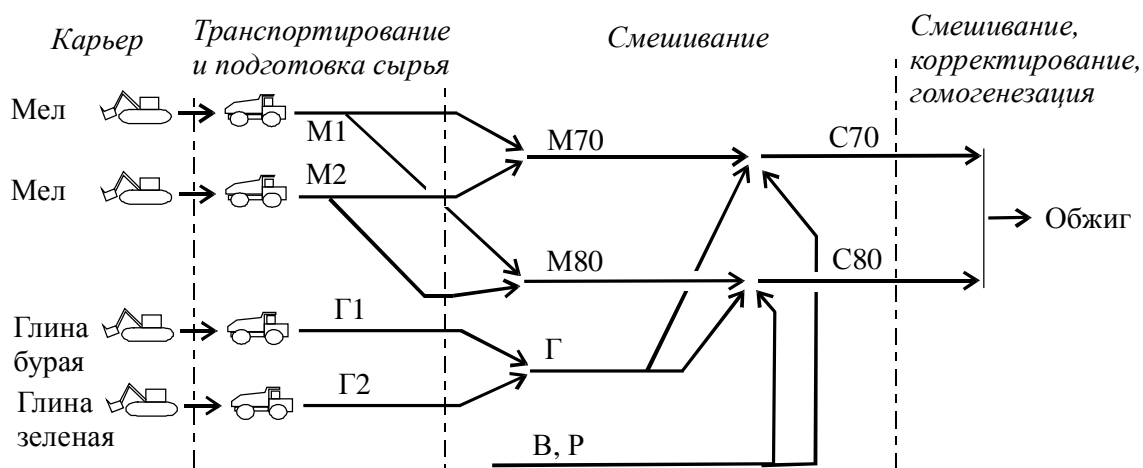 Карьер
Транспортирование
и подготовка сырья
Смешивание
Смешивание,
корректирование,
гомогенезация
Мел
М1
М70
С70
Мел
М2
Обжиг
М80
С80
Глина
бурая
Г1
Г
Глина
зеленая
Г2
В, Р